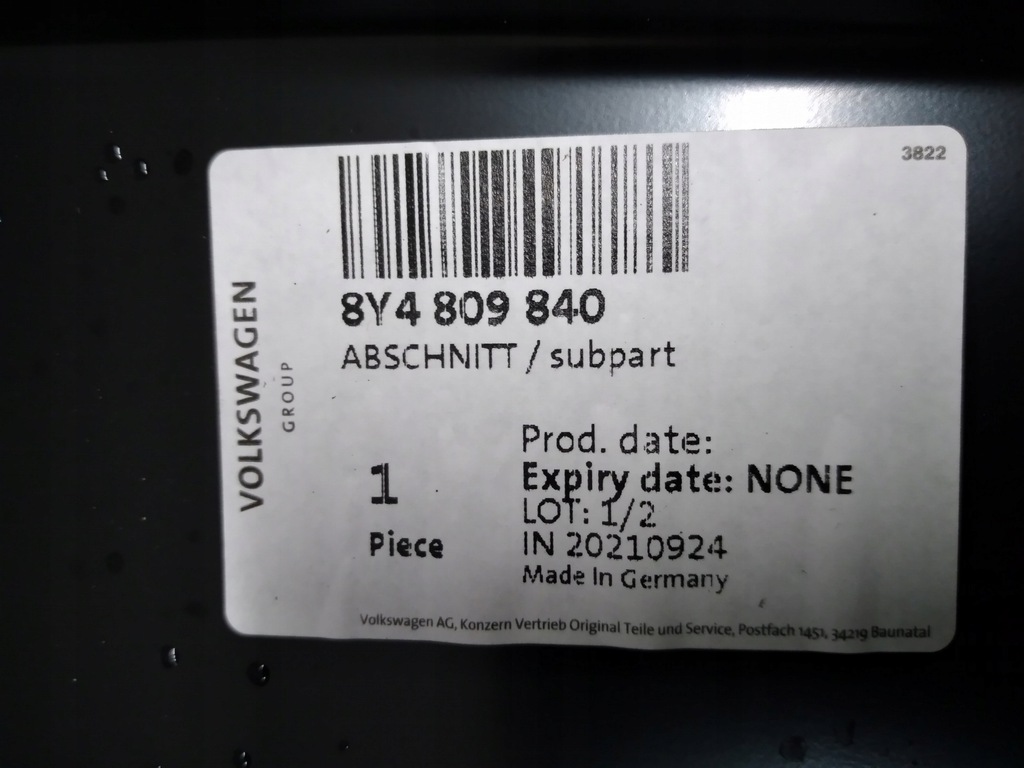 3822
VOLKSWAGEN
GROUP
8Y4 809 840
ABSCHNITT / subpart
1
Piece
Prod. date:
Expiry date: NONE
LOT: 1/2
IN 20210924
Made In Germany
Volkswagen AG, Konzern Vertrieb Original Teile und Service, Postfach 1451, 34219 Baunatal